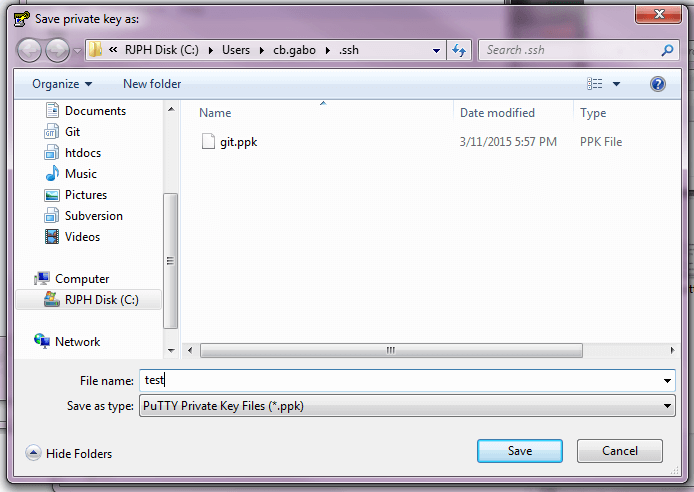 Save private key as:
« RJPH Disk (C:) Users cb.gabo .ssh
Search .ssh
Organize New folder
Name Date modified Type
git.ppk 3/11/2015 5:57 PM PPK File
Documents
Git
htdocs
Music
Pictures
Subversion
Videos
Computer
RJPH Disk (C:)
Network
File name: test
Save as type: PuTTY Private Key Files (*.ppk)
Hide Folders
Save Cancel